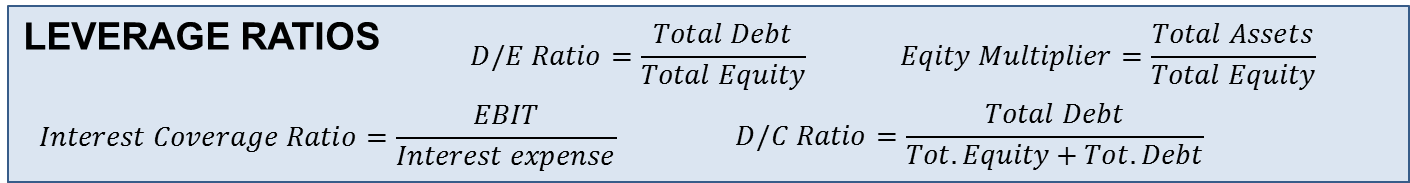 LEVERAGE RATIOS
D/E Ratio = Total Debt / Total Equity
Eqity Multiplier = Total Assets / Total Equity
Interest Coverage Ratio = EBIT / Interest expense
D/C Ratio = Total Debt / Tot. Equity + Tot. Debt